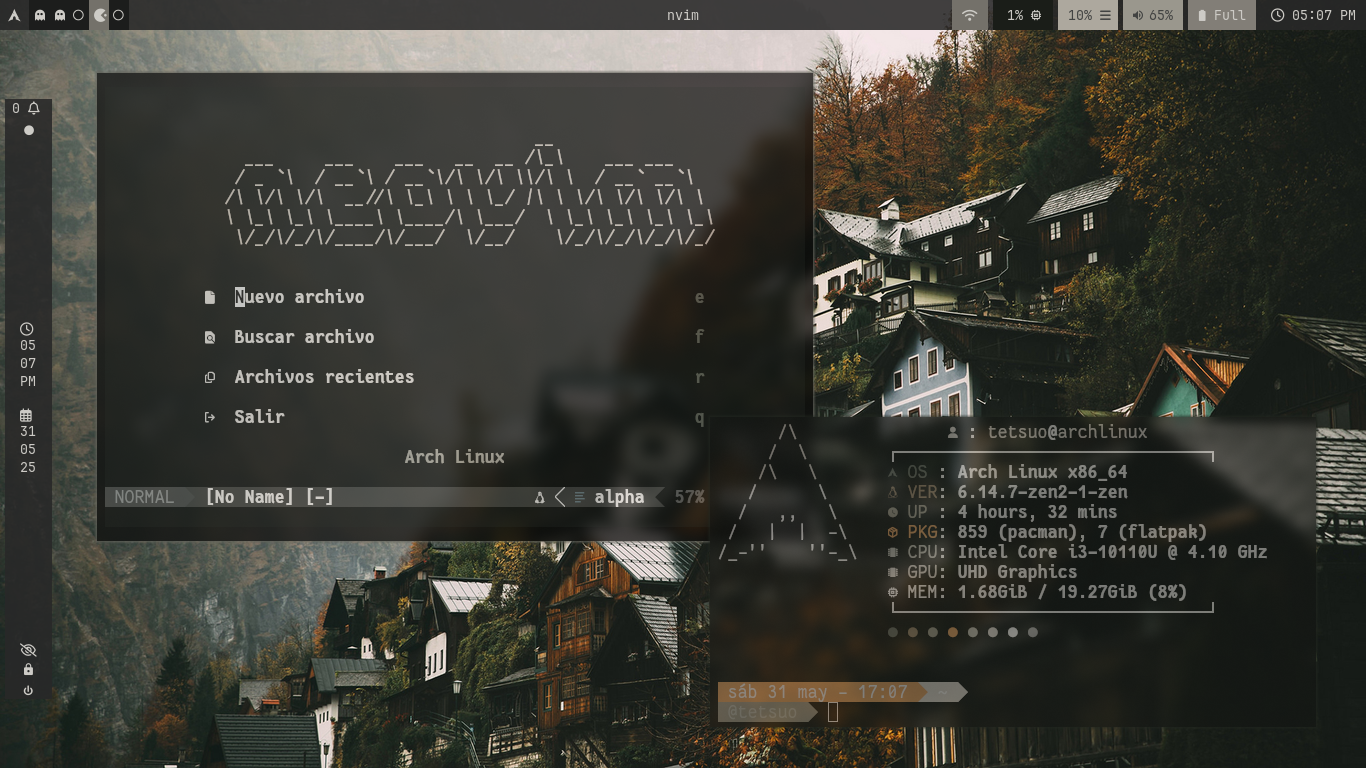 nvim
1%
10%
65%
Full
05:07 PM
0
05
07
PM
31
05
25
neovim
Nuevo archivo e
Buscar archivo f
Archivos recientes r
Salir q
Arch Linux
NORMAL [No Name] [-] alpha 57%
: tetsuo@archlinux
OS : Arch Linux x86_64
VER: 6.14.7-zen2-1-zen
UP : 4 hours, 32 mins
PKG: 859 (pacman), 7 (flatpak)
CPU: Intel Core i3-10110U @ 4.10 GHz
GPU: UHD Graphics
MEM: 1.68GiB / 19.27GiB (8%)
sáb 31 may - 17:07 ~
@tetsuo